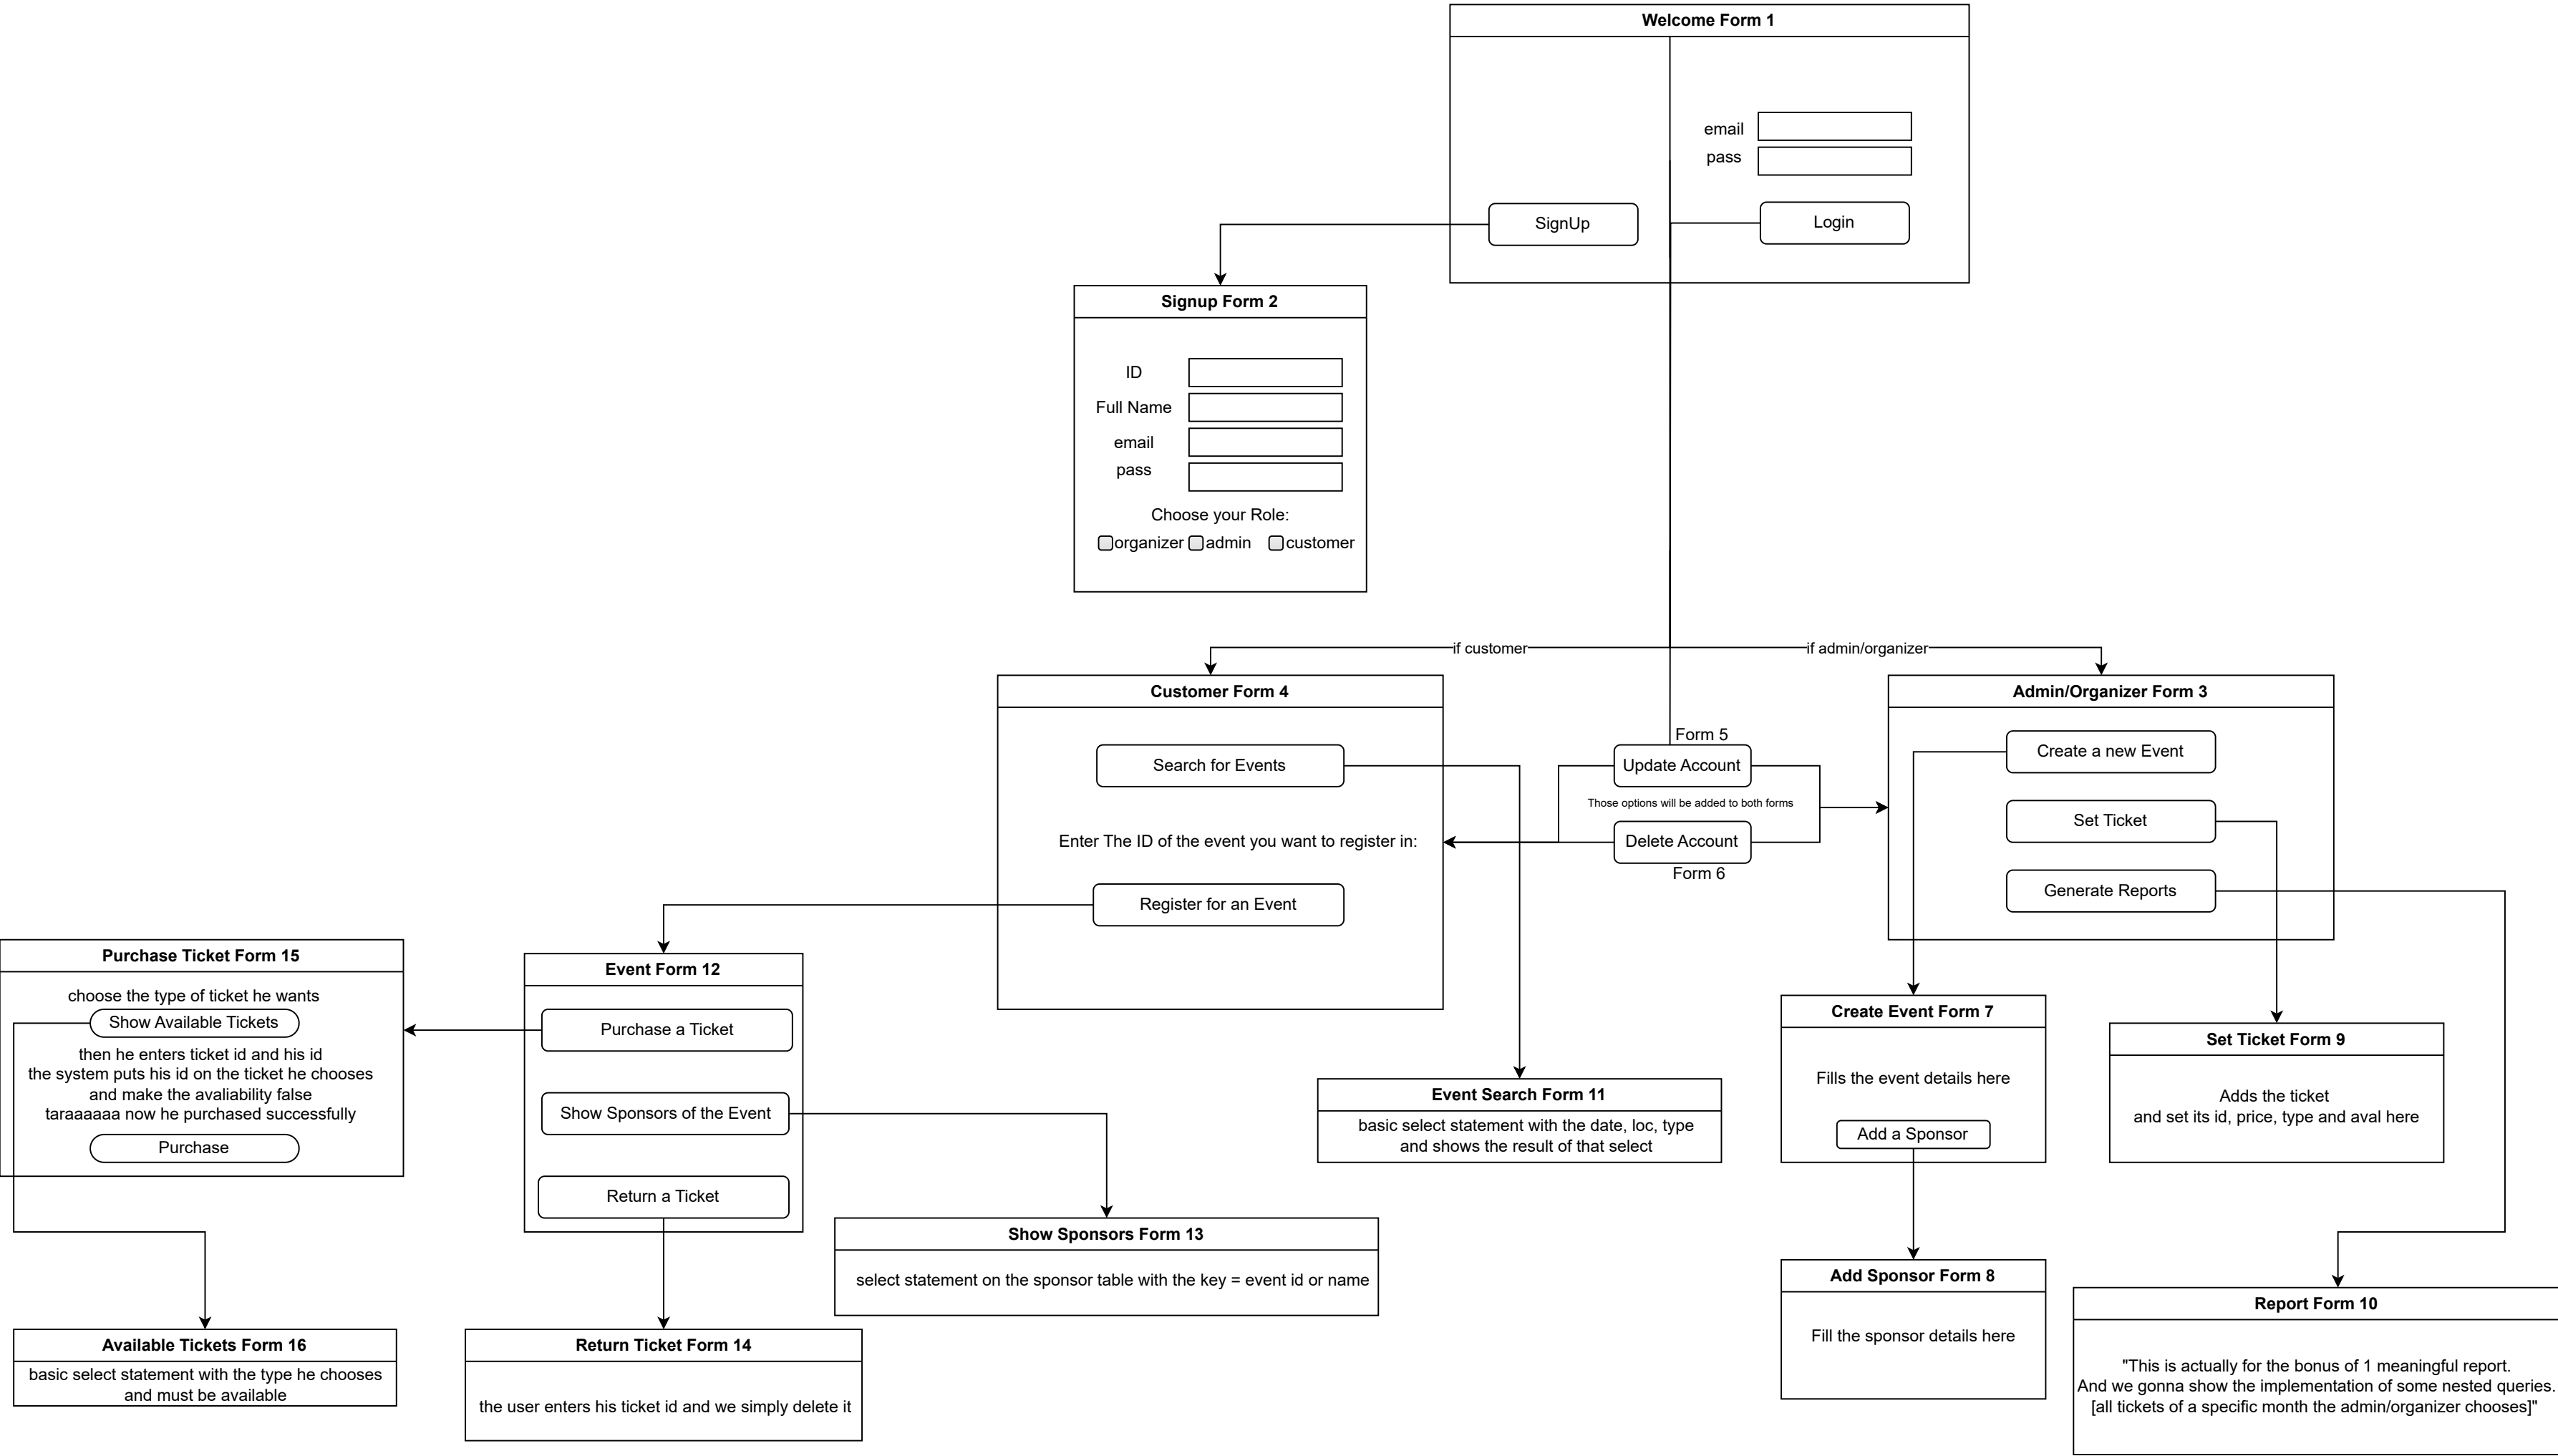 Welcome Form 1
email
pass
SignUp
Login
Signup Form 2
ID
Full Name
email
pass
Choose your Role:
organizer admin customer
if customer
if admin/organizer
Customer Form 4
Search for Events
Enter The ID of the event you want to register in:
Register for an Event
Form 5
Update Account
Those options will be added to both forms
Delete Account
Form 6
Admin/Organizer Form 3
Create a new Event
Set Ticket
Generate Reports
Purchase Ticket Form 15
choose the type of ticket he wants
Show Available Tickets
then he enters ticket id and his id
the system puts his id on the ticket he chooses
and make the avaliability false
taraaaaaa now he purchased successfully
Purchase
Event Form 12
Purchase a Ticket
Show Sponsors of the Event
Return a Ticket
Event Search Form 11
basic select statement with the date, loc, type
and shows the result of that select
Create Event Form 7
Fills the event details here
Add a Sponsor
Set Ticket Form 9
Adds the ticket
and set its id, price, type and aval here
Show Sponsors Form 13
select statement on the sponsor table with the key = event id or name
Add Sponsor Form 8
Fill the sponsor details here
Report Form 10
"This is actually for the bonus of 1 meaningful report.
And we gonna show the implementation of some nested queries.
[all tickets of a specific month the admin/organizer chooses]"
Available Tickets Form 16
basic select statement with the type he chooses
and must be available
Return Ticket Form 14
the user enters his ticket id and we simply delete it